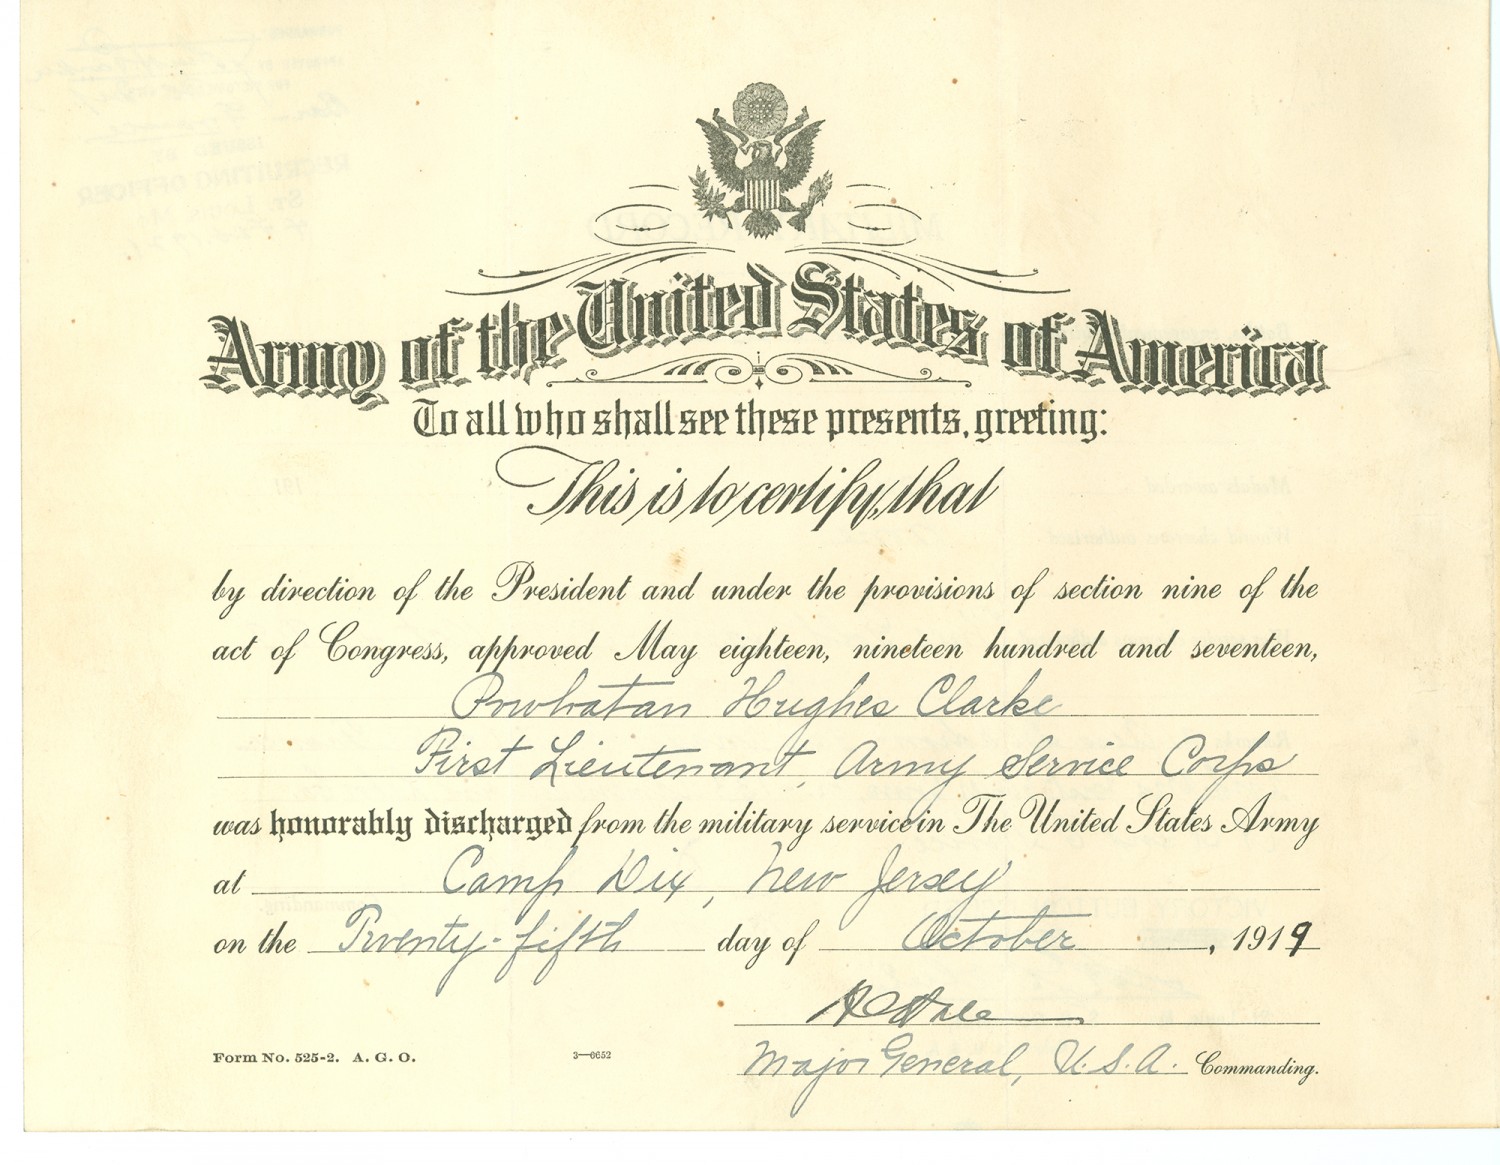 Army of the United States of America
To all who shall see these presents, greeting:
This is to certify, that
by direction of the President and under the provisions of section nine of the
act of Congress, approved May eighteen, nineteen hundred and seventeen,
Powhatan Hughes Clarke
First Lieutenant, Army Service Corps
was honorably discharged from the military service in The United States Army
at Camp Dix, New Jersey
on the Twenty-fifth day of October, 1919
H C Hale
Form No. 525-2. A. G. O. 3—6652 Major General, U.S.A. Commanding.